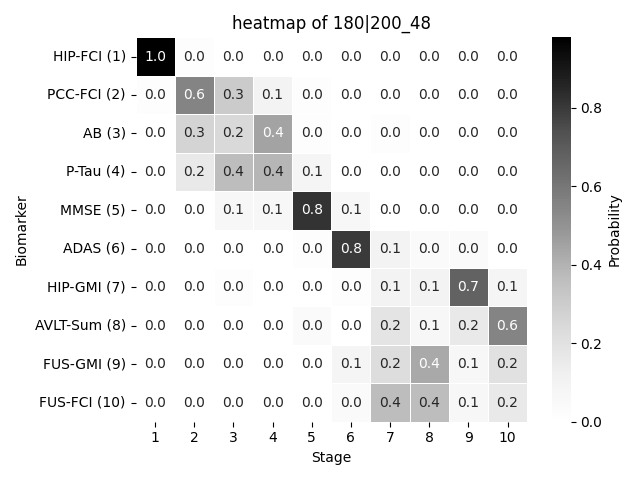 heatmap of 180|200_48
HIP-FCI (1) 1.0 0.0 0.0 0.0 0.0 0.0 0.0 0.0 0.0 0.0
PCC-FCI (2) 0.0 0.6 0.3 0.1 0.0 0.0 0.0 0.0 0.0 0.0
AB (3) 0.0 0.3 0.2 0.4 0.0 0.0 0.0 0.0 0.0 0.0
P-Tau (4) 0.0 0.2 0.4 0.4 0.1 0.0 0.0 0.0 0.0 0.0
MMSE (5) 0.0 0.0 0.1 0.1 0.8 0.1 0.0 0.0 0.0 0.0
ADAS (6) 0.0 0.0 0.0 0.0 0.0 0.8 0.1 0.0 0.0 0.0
HIP-GMI (7) 0.0 0.0 0.0 0.0 0.0 0.0 0.1 0.1 0.7 0.1
AVLT-Sum (8) 0.0 0.0 0.0 0.0 0.0 0.0 0.2 0.1 0.2 0.6
FUS-GMI (9) 0.0 0.0 0.0 0.0 0.0 0.1 0.2 0.4 0.1 0.2
FUS-FCI (10) 0.0 0.0 0.0 0.0 0.0 0.0 0.4 0.4 0.1 0.2
1 2 3 4 5 6 7 8 9 10
Stage
Biomarker
0.8
0.6
0.4
0.2
0.0
Probability